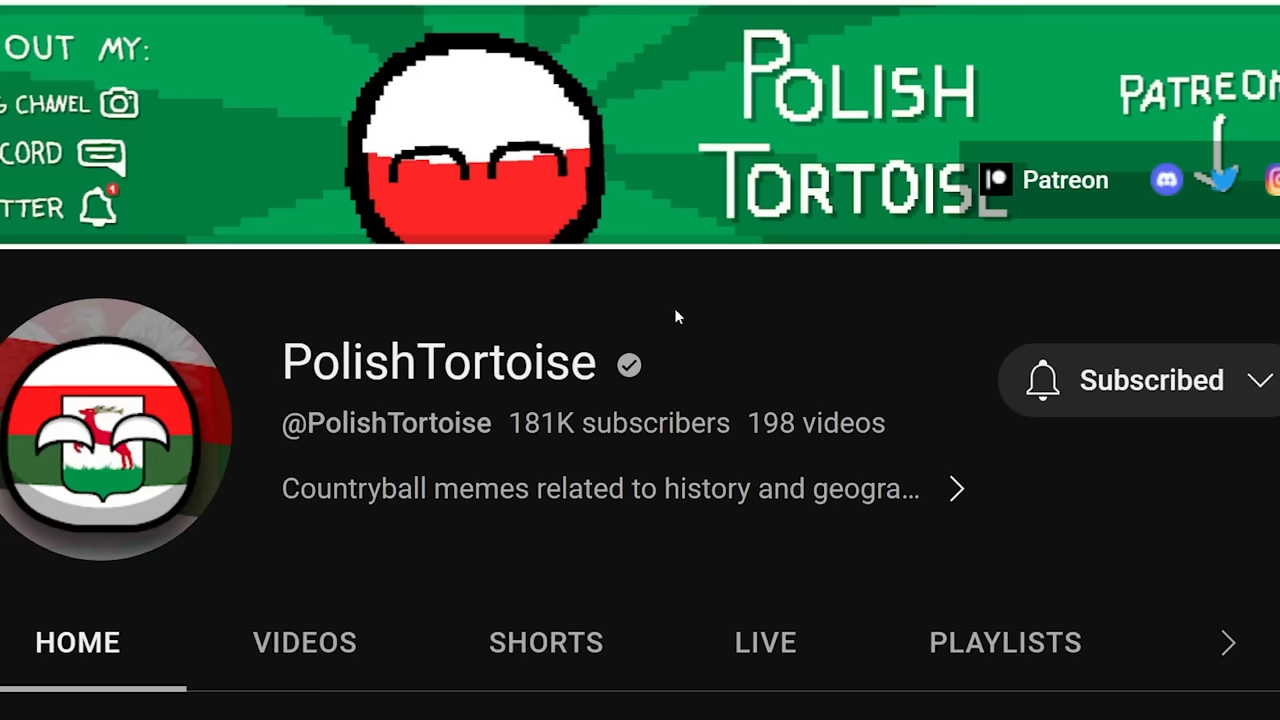 OUT MY:
CHANEL
CORD
TTER
POLISH
TORTOISE
PATREON
Patreon
PolishTortoise
@PolishTortoise 181K subscribers 198 videos
Countryball memes related to history and geogra...
Subscribed
HOME VIDEOS SHORTS LIVE PLAYLISTS